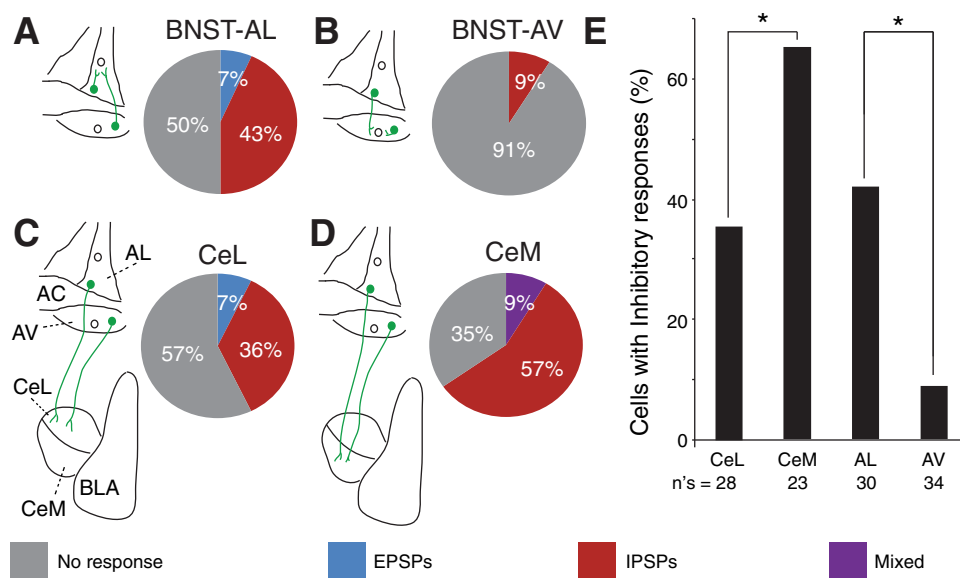 A
BNST-AL
7%
50%
43%
B
BNST-AV
9%
91%
C
AL
AC
AV
CeL
CeM
BLA
CeL
7%
57%
36%
D
CeM
9%
35%
57%
E
Cells with Inhibitory responses (%)
60
40
20
0
*
*
CeL CeM AL AV
n's = 28 23 30 34
No response EPSPs IPSPs Mixed